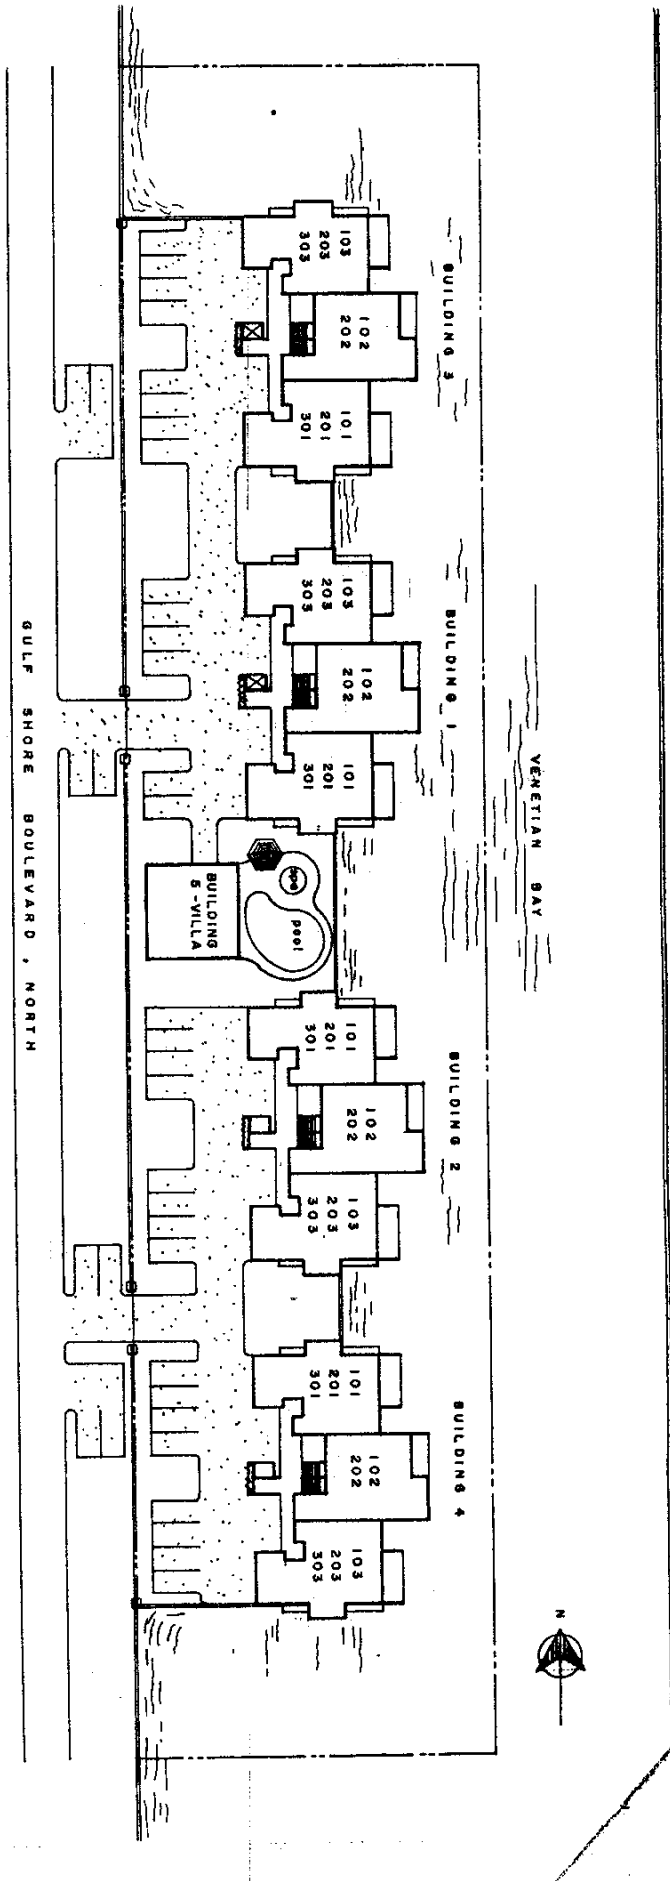 103
203
303
BUILDING 3
102
202
101
201
301
103
203
303
BUILDING 1
102
202
101
201
301
GULF SHORE BOULEVARD, NORTH
VENETIAN BAY
spa
pool
BUILDING
5-VILLA
101
201
301
BUILDING 2
102
202
103
203
303
101
201
301
BUILDING 4
102
202
103
203
303
N